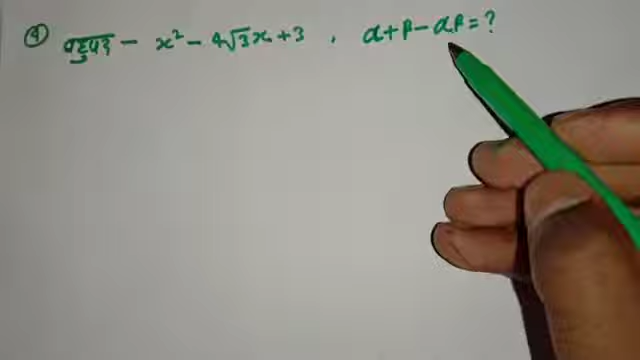 ④ बहुपद - x² - 4√3x + 3 , α+β-αβ=?